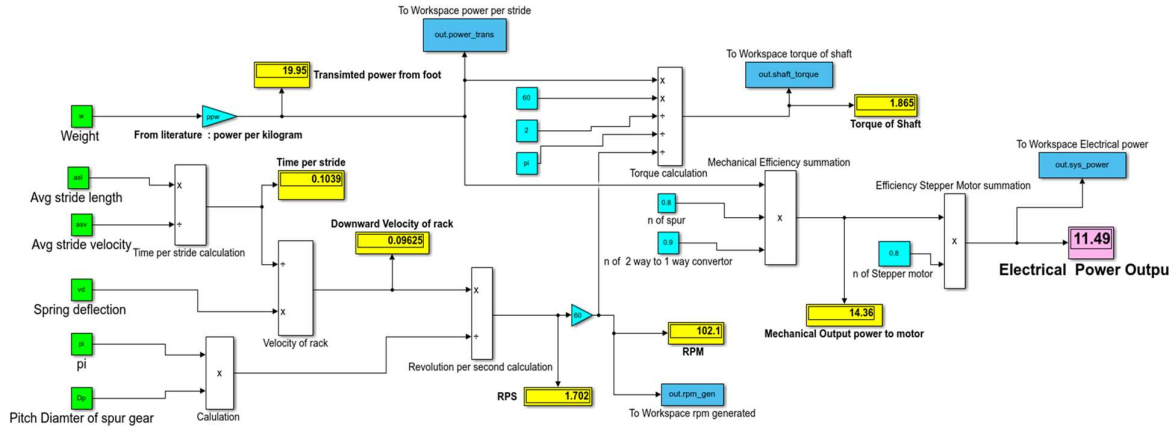 To Workspace power per stride
out.power_trans
To Workspace torque of shaft
out.shaft_torque
19.95
Transimted power from foot
w
Weight
ppw
From literature : power per kilogram
60
2
pi
x
x
÷
÷
÷
Torque calculation
1.865
Torque of Shaft
To Workspace Electrical power
out.sys_power
asl
Avg stride length
Avg stride velocity
x
÷
Time per stride calculation
Time per stride
0.1039
Mechanical Efficiency summation
0.8
n of spur
0.9
n of 2 way to 1 way convertor
x
Efficiency Stepper Motor summation
0.8
n of Stepper motor
x
11.49
Electrical Power Outpu
Downward Velocity of rack
0.09625
vd
Spring deflection
÷
x
Velocity of rack
14.36
Mechanical Output power to motor
pi
pi
Dp
Pitch Diamter of spur gear
x
Calulation
x
÷
Revolution per second calculation
60
102.1
RPM
RPS
1.702
out.rpm_gen
To Workspace rpm generated